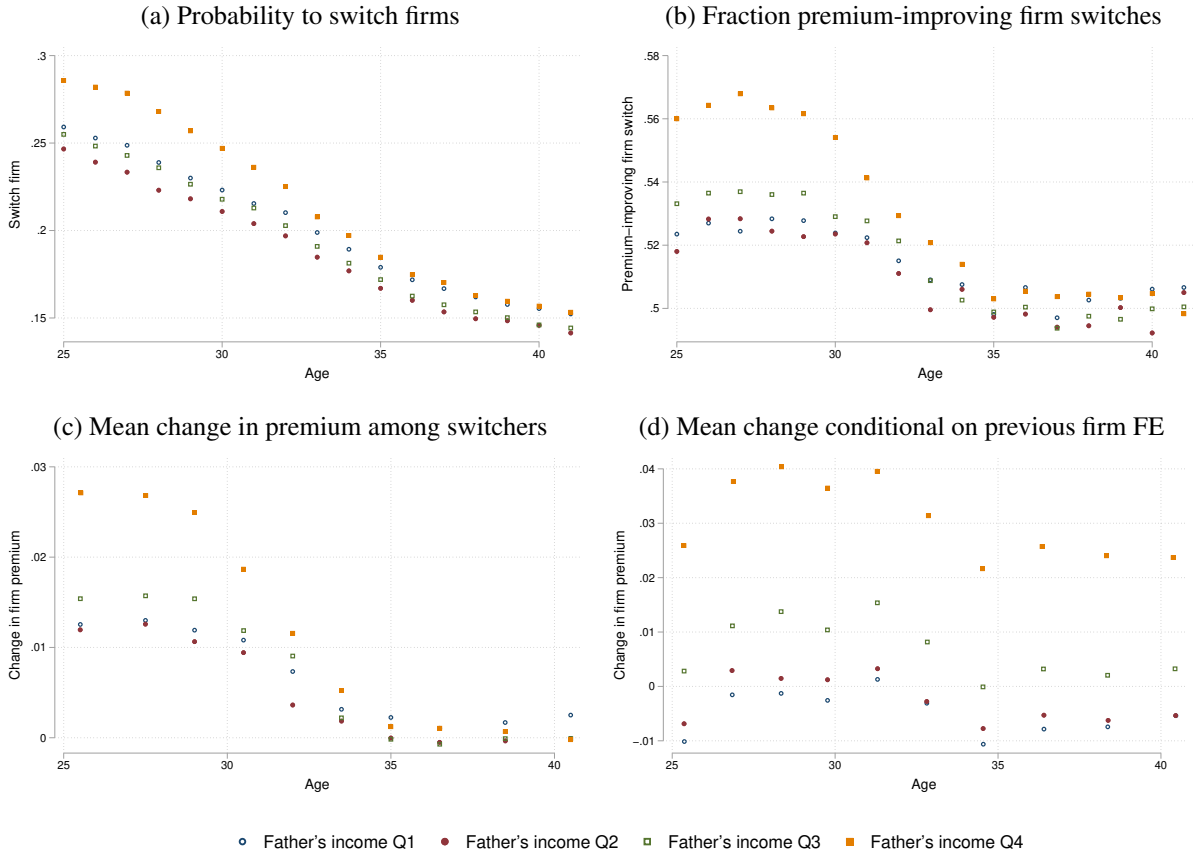 (a) Probability to switch firms
.3
.25
.2
.15
Switch firm
25 30 35 40
Age
(b) Fraction premium-improving firm switches
.58
.56
.54
.52
.5
Premium–improving firm switch
25 30 35 40
Age
(c) Mean change in premium among switchers
.03
.02
.01
0
Change in firm premium
25 30 35 40
Age
(d) Mean change conditional on previous firm FE
.04
.03
.02
.01
0
–.01
Change in firm premium
25 30 35 40
Age
Father's income Q1 Father's income Q2 Father's income Q3 Father's income Q4